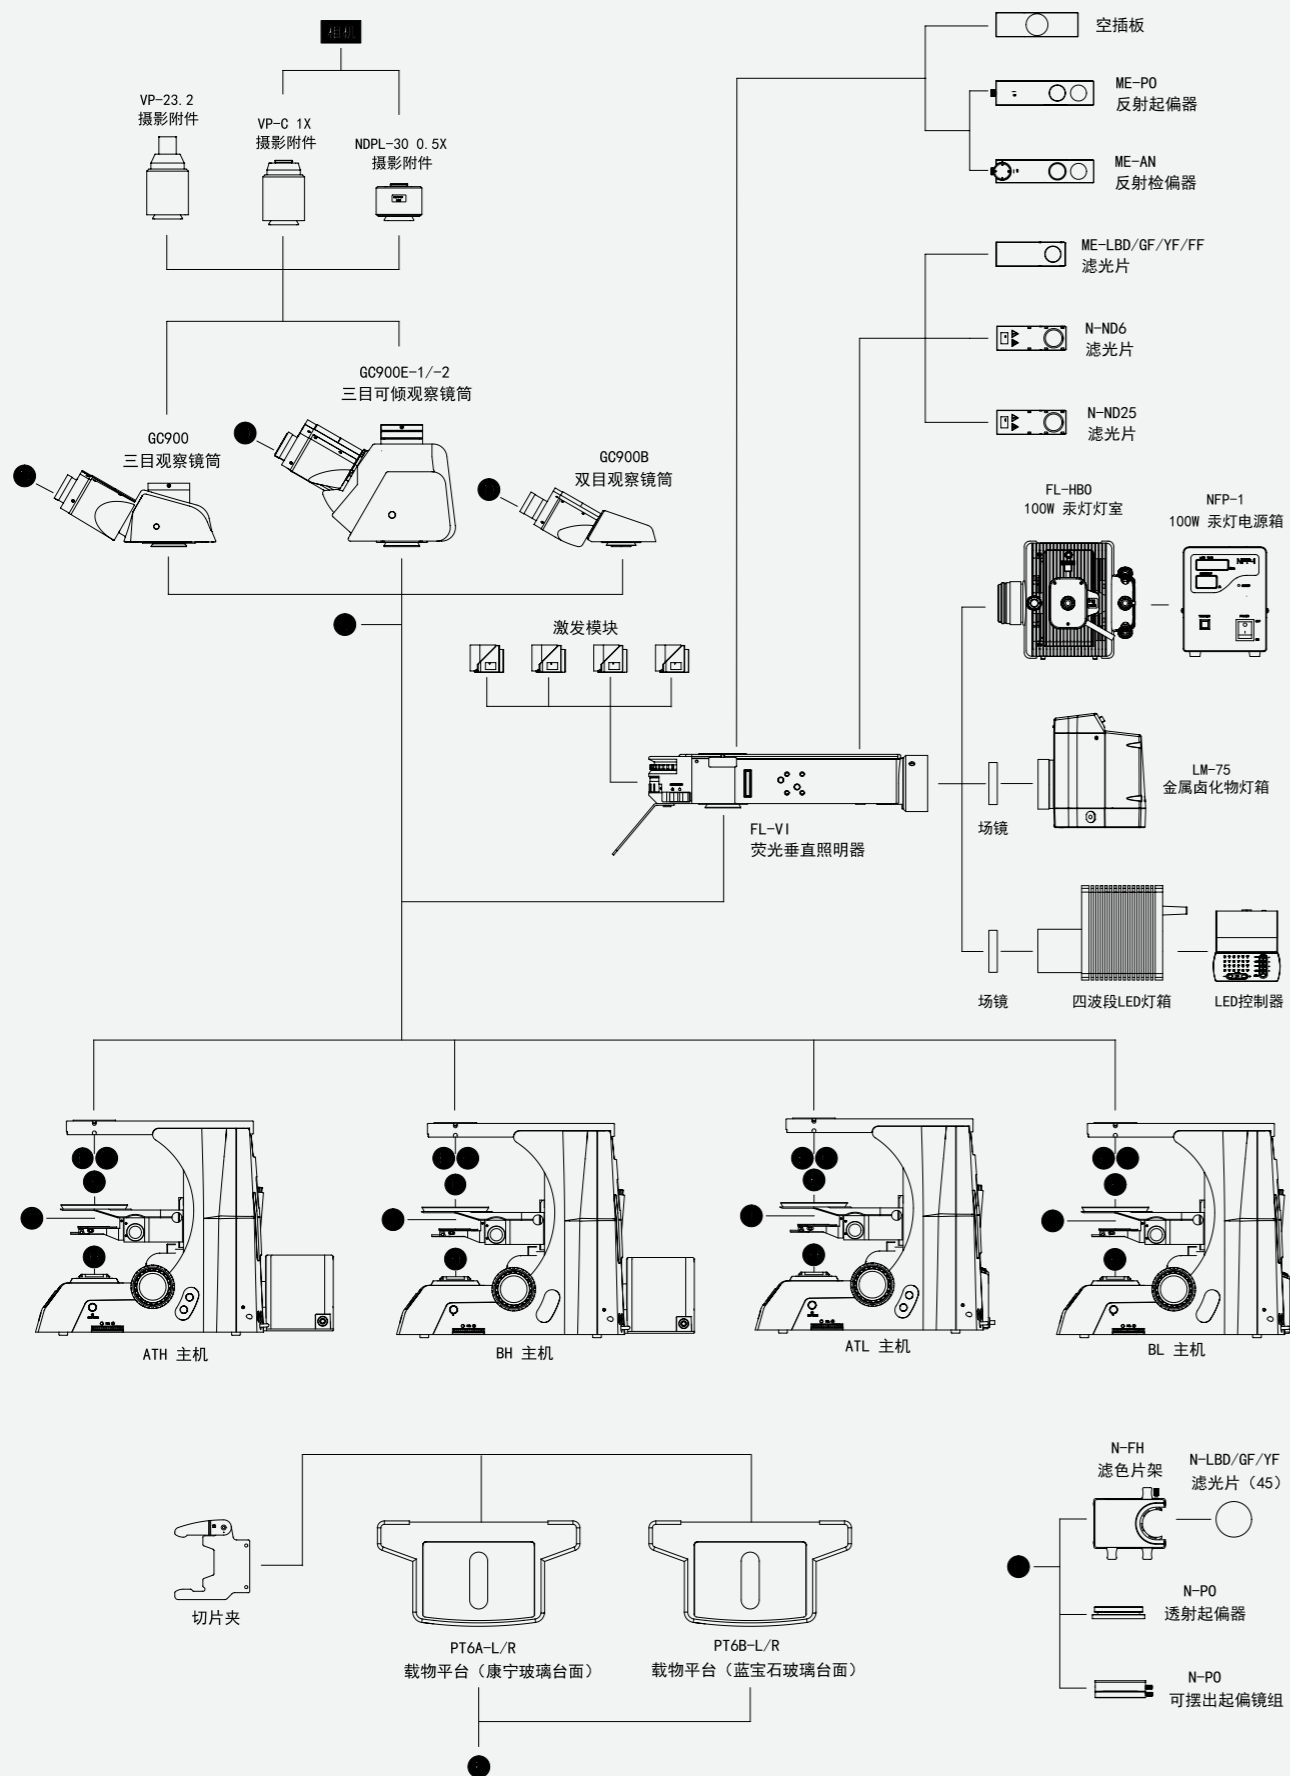 相机
VP-23.2
摄影附件
VP-C 1X
摄影附件
NDPL-30 0.5X
摄影附件
空插板
ME-PO
反射起偏器
ME-AN
反射检偏器
ME-LBD/GF/YF/FF
滤光片
N-ND6
滤光片
N-ND25
滤光片
GC900E-1/-2
三目可倾观察镜筒
GC900
三目观察镜筒
GC900B
双目观察镜筒
FL-HBO
100W 汞灯灯室
NFP-1
100W 汞灯电源箱
NFP-1
激发模块
LM-75
金属卤化物灯箱
场镜
FL-VI
荧光垂直照明器
场镜
四波段LED灯箱
LED控制器
ATH 主机
BH 主机
ATL 主机
BL 主机
切片夹
PT6A-L/R
载物平台（康宁玻璃台面）
PT6B-L/R
载物平台（蓝宝石玻璃台面）
N-FH
滤色片架
N-LBD/GF/YF
滤光片（45）
N-PO
透射起偏器
N-PO
可摆出起偏镜组